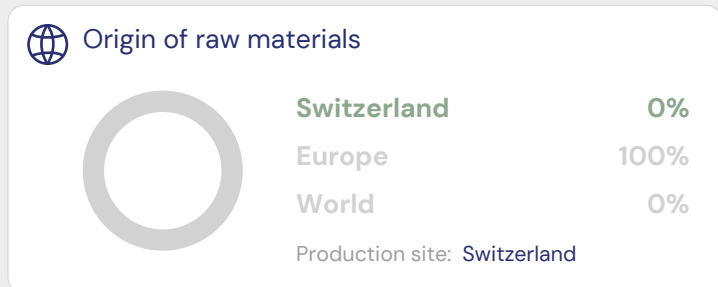 Origin of raw materials
Switzerland 0%
Europe 100%
World 0%
Production site: Switzerland